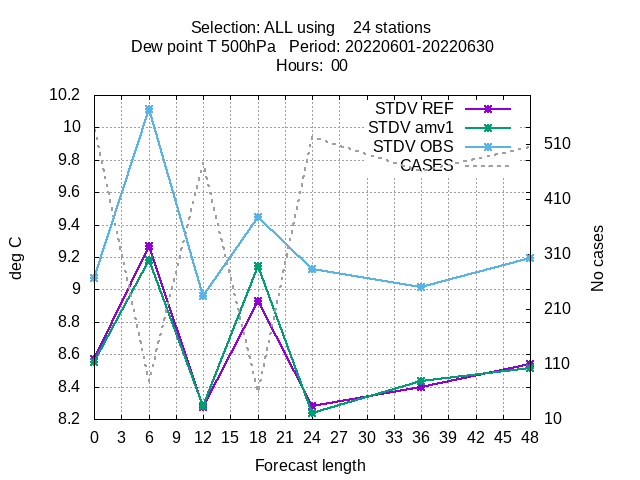 Selection: ALL using    24 stations
Dew point T 500hPa   Period: 20220601-20220630
Hours:  00
10.2
10
9.8
9.6
9.4
9.2
9
8.8
8.6
8.4
8.2
deg C
STDV REF
STDV amv1
STDV OBS
CASES
510
410
310
210
110
10
No cases
0 3 6 9 12 15 18 21 24 27 30 33 36 39 42 45 48
Forecast length